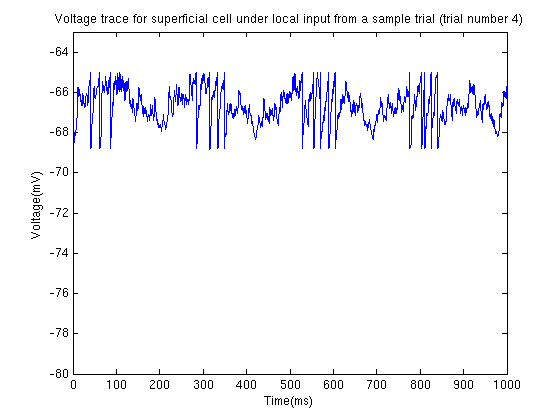 Voltage trace for superficial cell under local input from a sample trial (trial number 4)
-64
-66
-68
-70
-72
-74
-76
-78
-80
Voltage(mV)
0 100 200 300 400 500 600 700 800 900 1000
Time(ms)